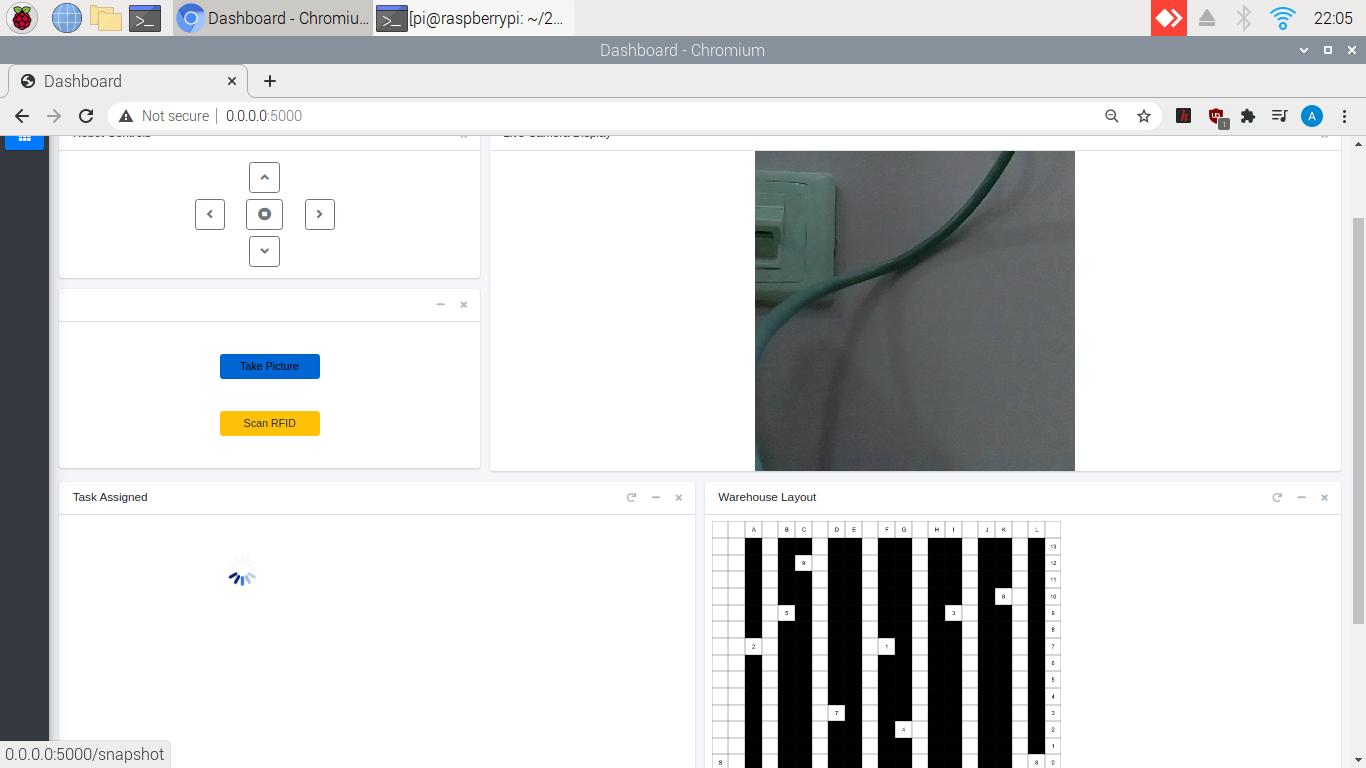 Dashboard - Chromiu...
[pi@raspberrypi: ~/2...
22:05
Dashboard - Chromium
Dashboard
Not secure
0.0.0.0:5000
1
A
Take Picture
Scan RFID
Task Assigned
Warehouse Layout
A B C D E F G H I J K L
13
9 12
11
6 10
5 3 9
8
2 1 7
6
5
4
7 3
4 2
1
S 8 0
0.0.0.0:5000/snapshot